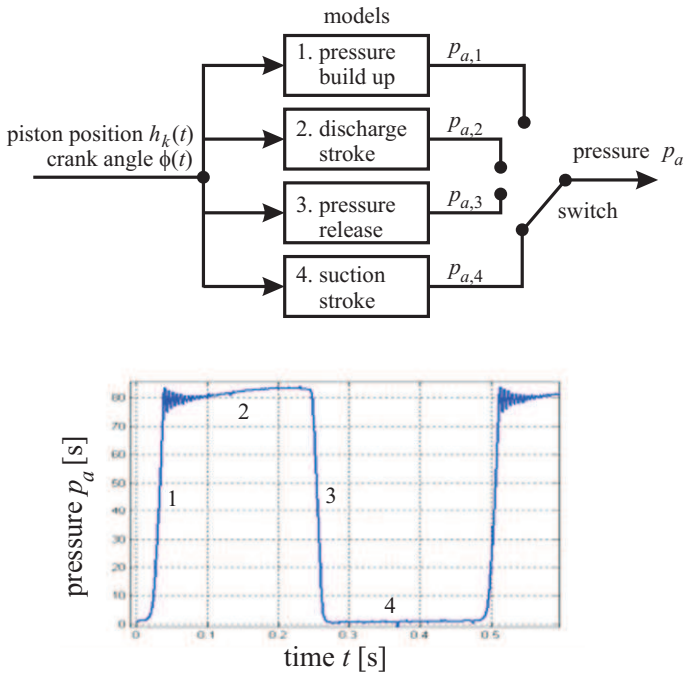 models
1. pressure
build up
p_{a,1}
2. discharge
stroke
p_{a,2}
piston position h_k(t)
crank angle ϕ(t)
pressure p_a
switch
3. pressure
release
p_{a,3}
4. suction
stroke
p_{a,4}
pressure p_a [s]
80
70
60
50
40
30
20
10
0
1
2
3
4
0
0.1
0.2
0.3
0.4
0.5
time t [s]